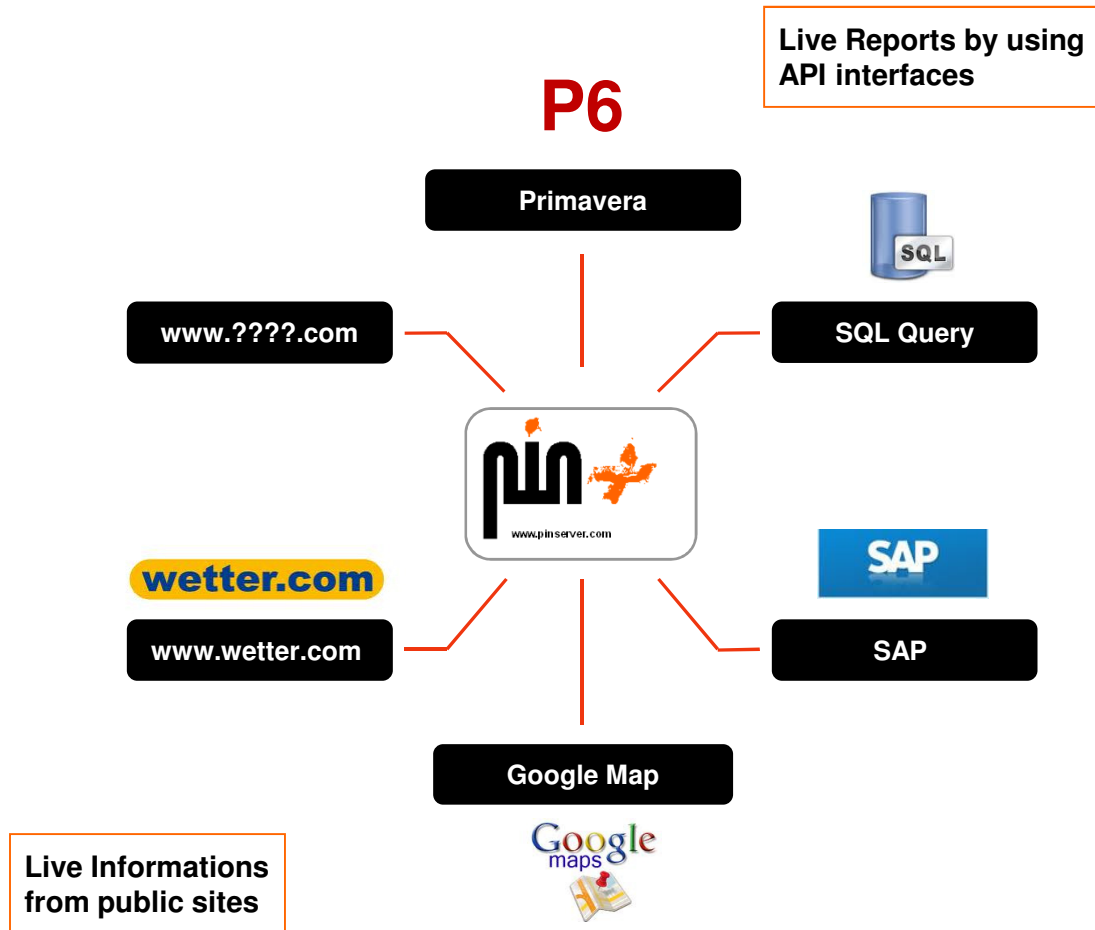 Live Reports by using
API interfaces
P6
Primavera
SQL
www.????.com
SQL Query
pin
www.pinserver.com
wetter.com
SAP
www.wetter.com
SAP
Google Map
Google
maps
Live Informations
from public sites